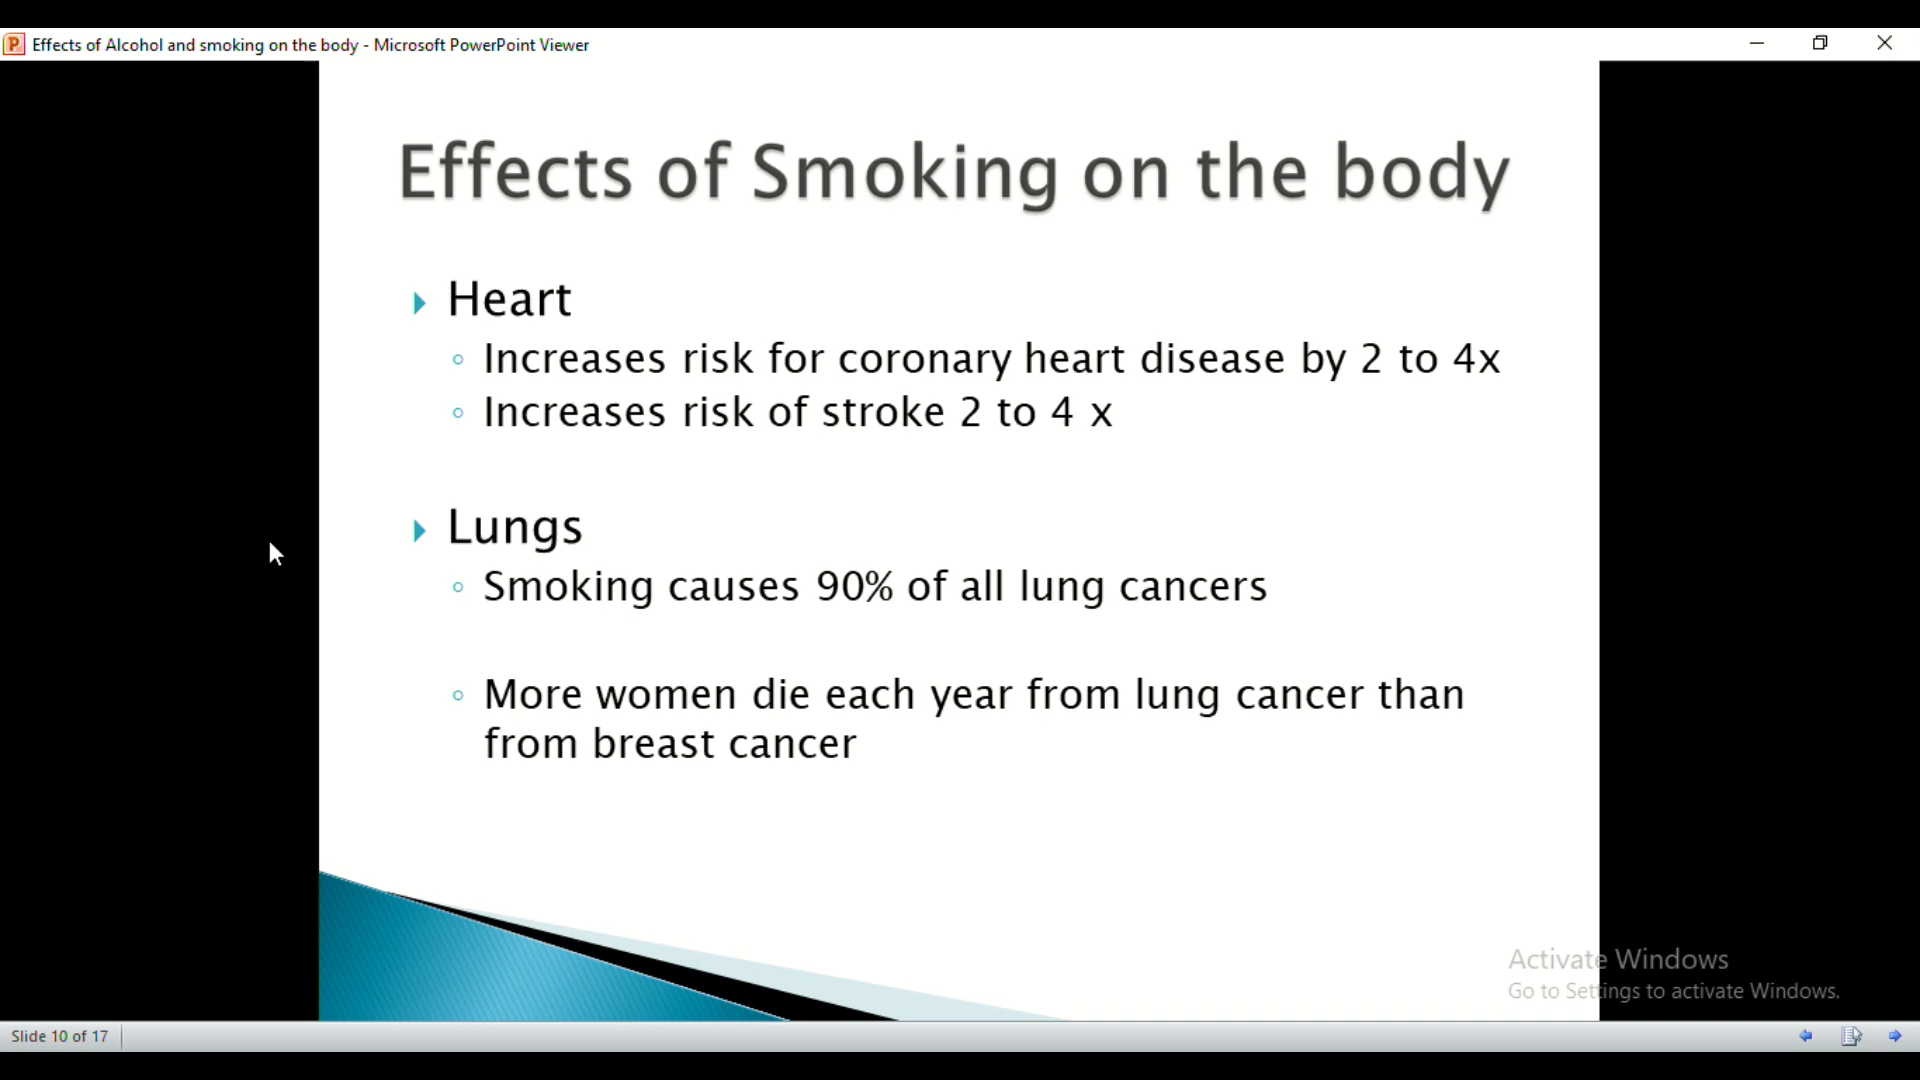 Effects of Alcohol and smoking on the body - Microsoft PowerPoint Viewer
Effects of Smoking on the body
Heart
Increases risk for coronary heart disease by 2 to 4x
Increases risk of stroke 2 to 4 x
Lungs
Smoking causes 90% of all lung cancers
More women die each year from lung cancer than
from breast cancer
Activate Windows
Go to Settings to activate Windows.
Slide 10 of 17